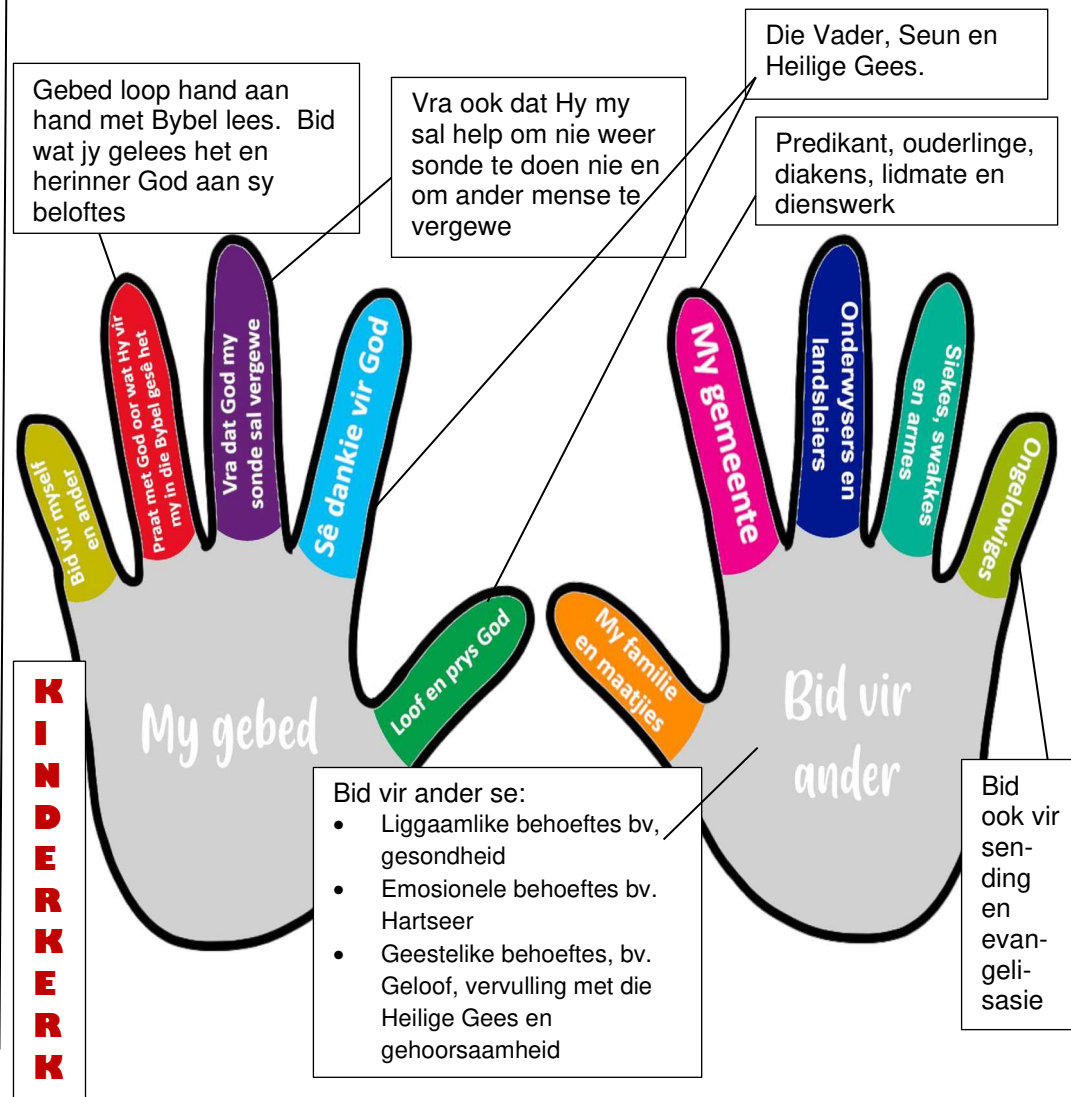 Die Vader, Seun en
Heilige Gees.
Gebed loop hand aan
hand met Bybel lees. Bid
wat jy gelees het en
herinner God aan sy
beloftes
Vra ook dat Hy my
sal help om nie weer
sonde te doen nie en
om ander mense te
vergewe
Predikant, ouderlinge,
diakens, lidmate en
dienswerk
Bid vir myself
en ander
Praat met God oor wat Hy vir
my in die Bybel gesê het
Vra dat God my
sonde sal vergewe
Sê dankie vir God
Loof en prys God
My gebed
My familie
en maatjies
My gemeente
Onderwysers en
landsleiers
Siekes, swakkes
en armes
Ongelowiges
Bid vir
ander
K
I
N
D
E
R
K
E
R
K
Bid vir ander se:
• Liggaamlike behoeftes bv,
gesondheid
• Emosionele behoeftes bv.
Hartseer
• Geestelike behoeftes, bv.
Geloof, vervulling met die
Heilige Gees en
gehoorsaamheid
Bid
ook vir
sen-
ding
en
evan-
geli-
sasie